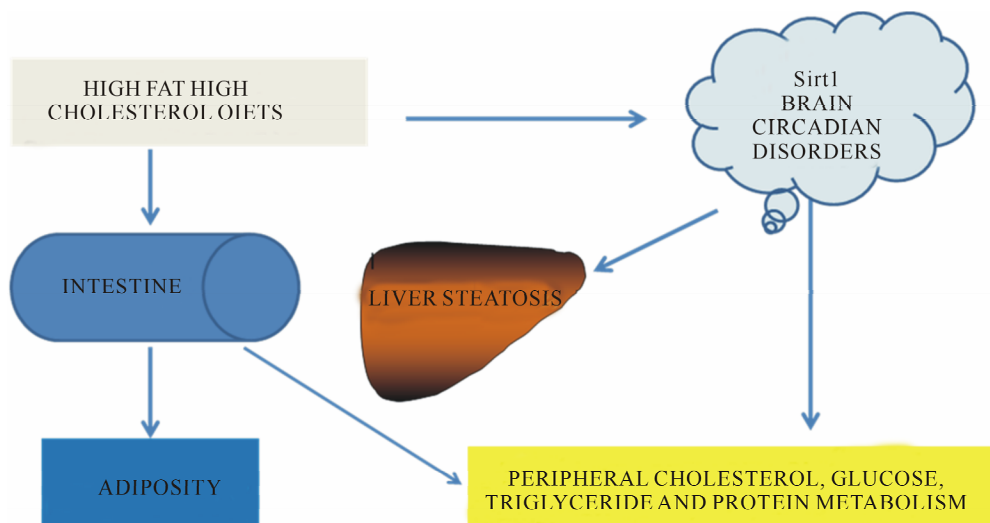 HIGH FAT HIGH
CHOLESTEROL OIETS
Sirt1
BRAIN
CIRCADIAN
DISORDERS
INTESTINE
LIVER STEATOSIS
ADIPOSITY
PERIPHERAL CHOLESTEROL, GLUCOSE,
TRIGLYCERIDE AND PROTEIN METABOLISM